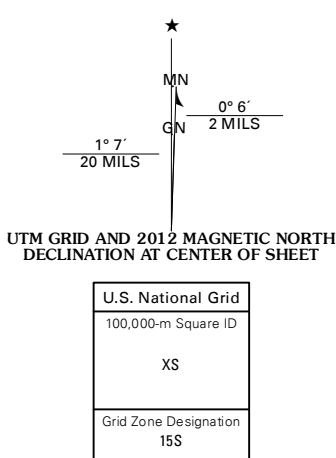 ★
MN
0° 6´
2 MILS
GN
1° 7´
20 MILS
UTM GRID AND 2012 MAGNETIC NORTH
DECLINATION AT CENTER OF SHEET
U.S. National Grid
100,000-m Square ID
XS
Grid Zone Designation
15S